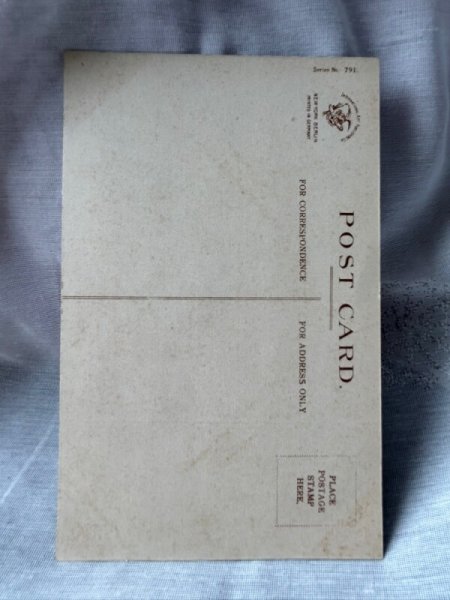 Series No. 791.
NEW YORK BERLIN
PRINTED IN GERMANY
POST CARD.
FOR CORRESPONDENCE
FOR ADDRESS ONLY
PLACE
POSTAGE
STAMP
HERE.